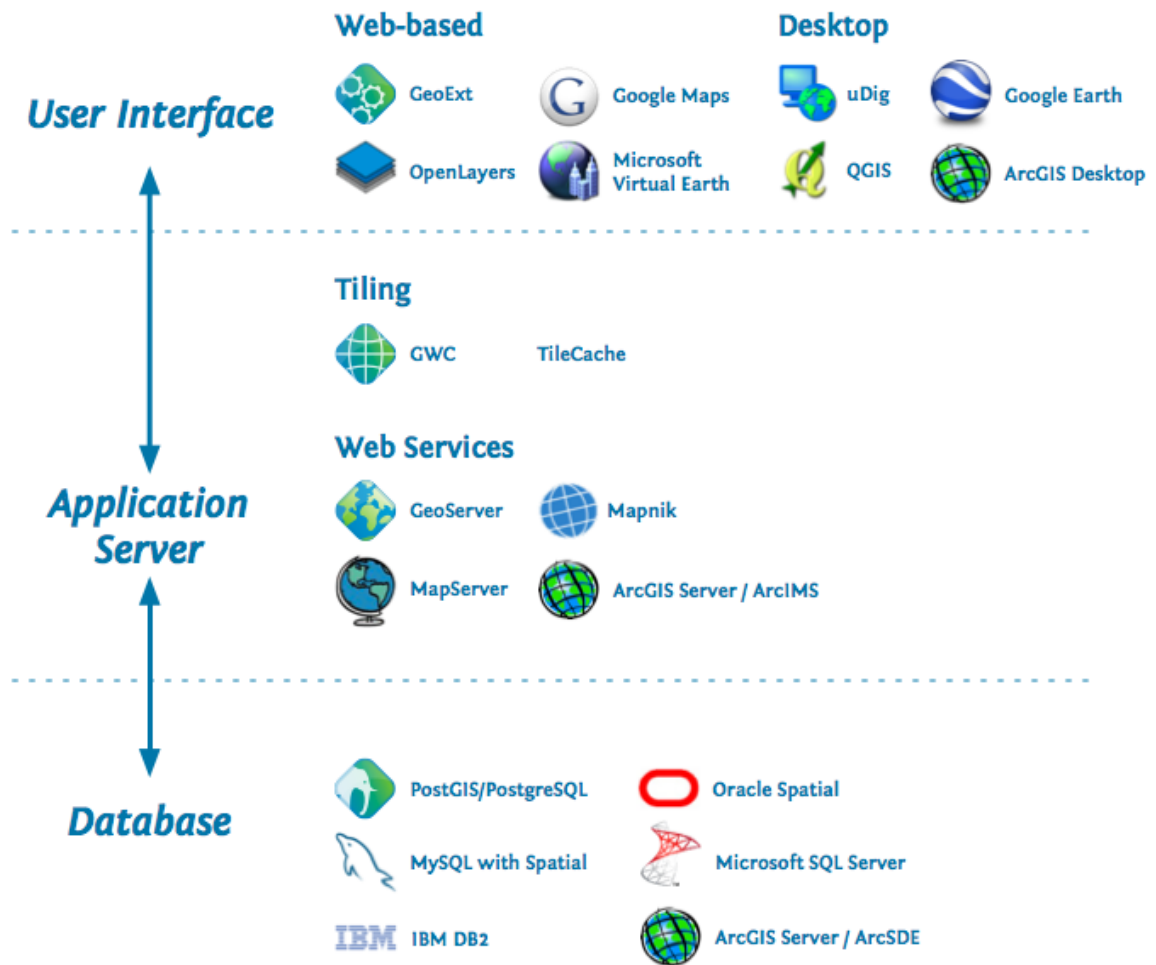 Web-based
Desktop
User Interface
GeoExt
Google Maps
uDig
Google Earth
OpenLayers
Microsoft
Virtual Earth
QGIS
ArcGIS Desktop
Tiling
GWC
TileCache
Web Services
Application
Server
GeoServer
Mapnik
MapServer
ArcGIS Server / ArcIMS
Database
PostGIS/PostgreSQL
Oracle Spatial
MySQL with Spatial
Microsoft SQL Server
IBM
IBM DB2
ArcGIS Server / ArcSDE